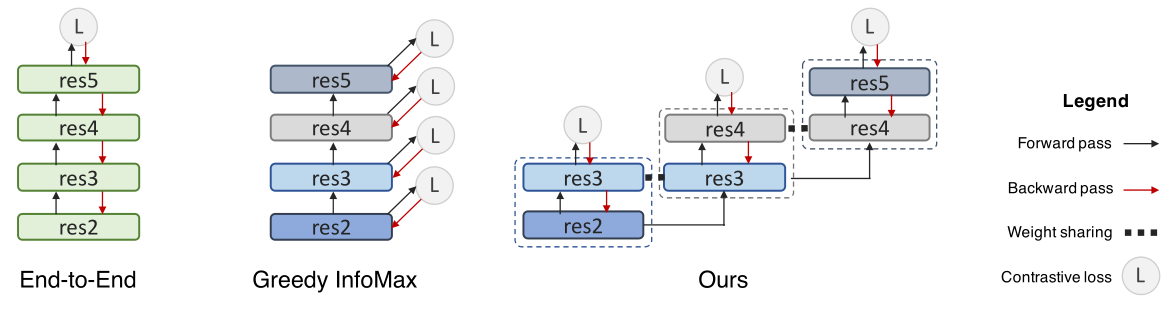 L
res5
res4
res3
res2
End-to-End
L
res5
L
res4
L
res3
L
res2
Greedy InfoMax
L
res3
res2
L
res4
res3
L
res5
res4
Ours
Legend
Forward pass
Backward pass
Weight sharing
Contrastive loss L